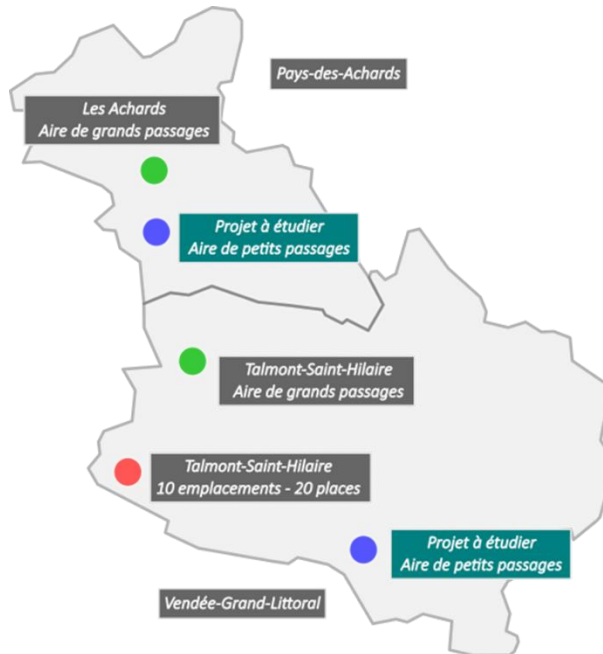 Pays-des-Achards
Les Achards
Aire de grands passages
Projet à étudier
Aire de petits passages
Talmont-Saint-Hilaire
Aire de grands passages
Talmont-Saint-Hilaire
10 emplacements - 20 places
Projet à étudier
Aire de petits passages
Vendée-Grand-Littoral